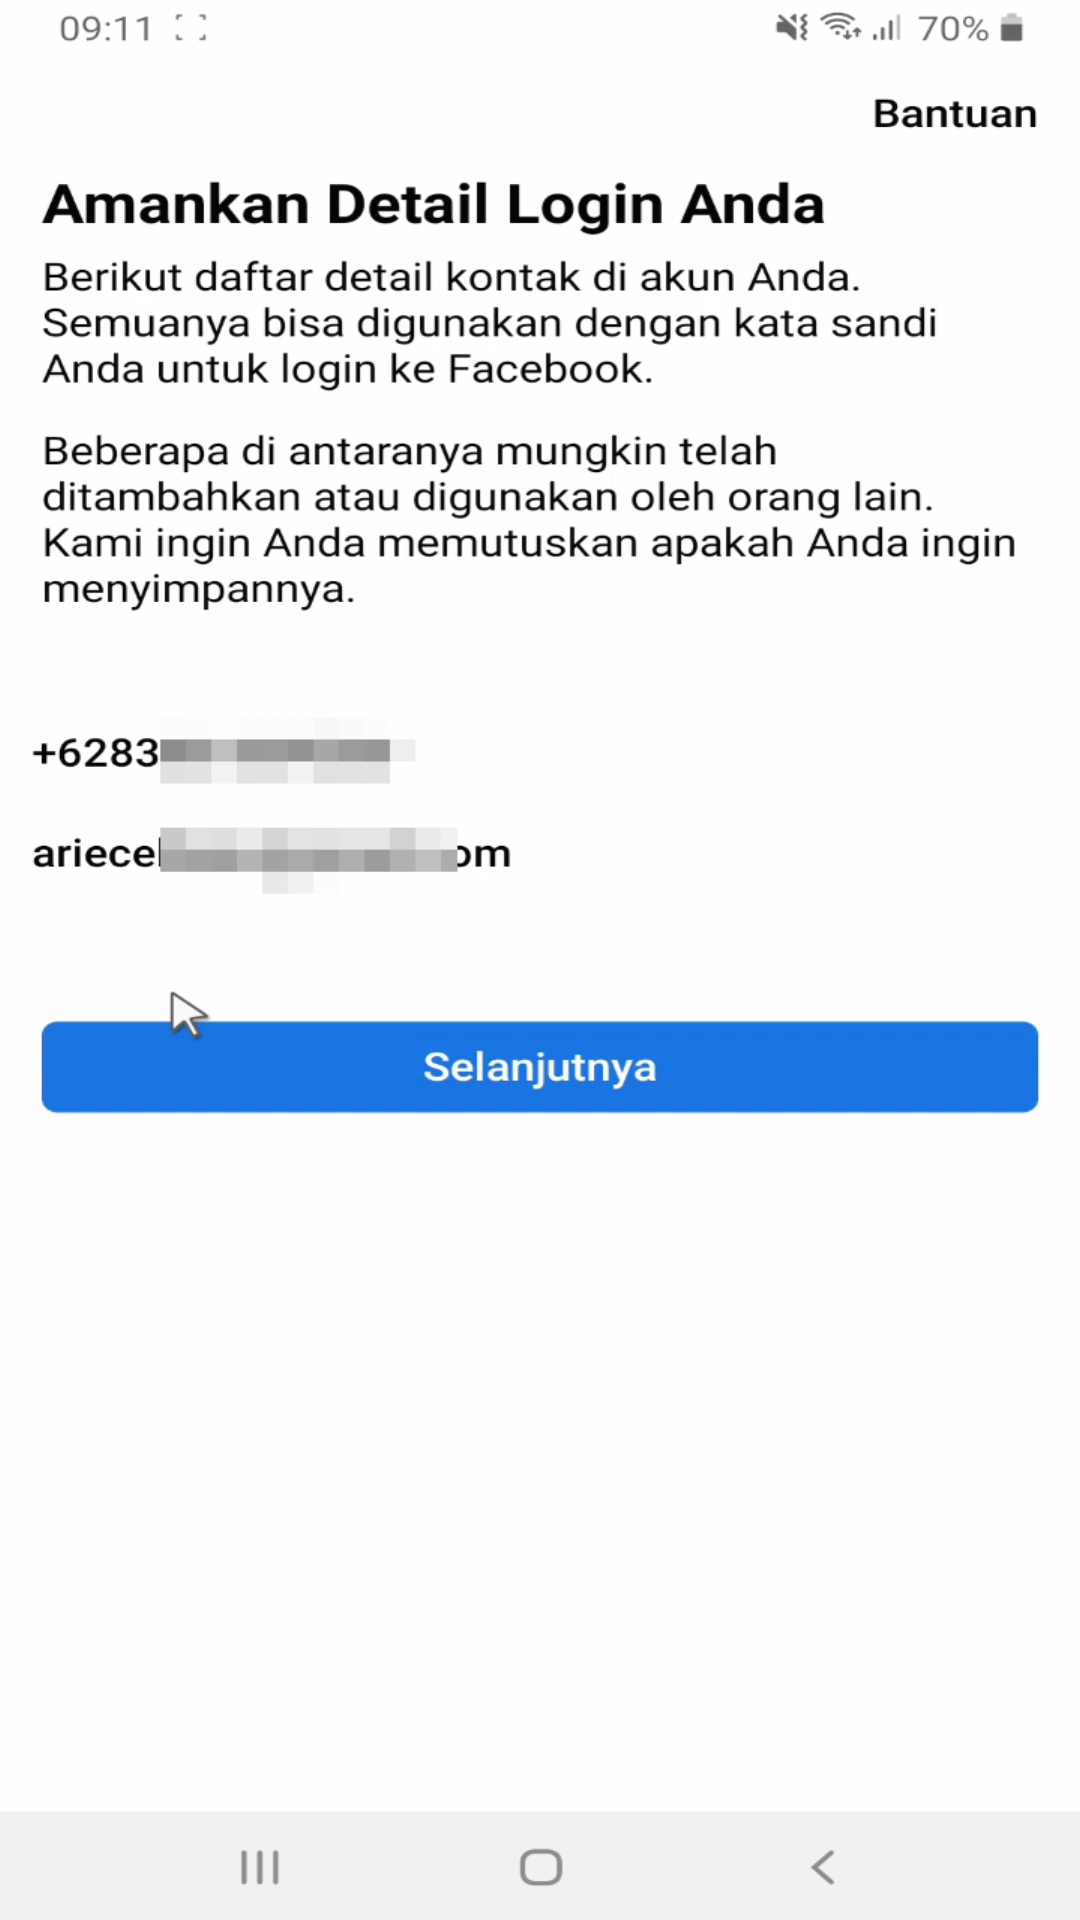 09:11 70%
Bantuan
Amankan Detail Login Anda
Berikut daftar detail kontak di akun Anda.
Semuanya bisa digunakan dengan kata sandi
Anda untuk login ke Facebook.
Beberapa di antaranya mungkin telah
ditambahkan atau digunakan oleh orang lain.
Kami ingin Anda memutuskan apakah Anda ingin
menyimpannya.
+6283
ariece om
Selanjutnya